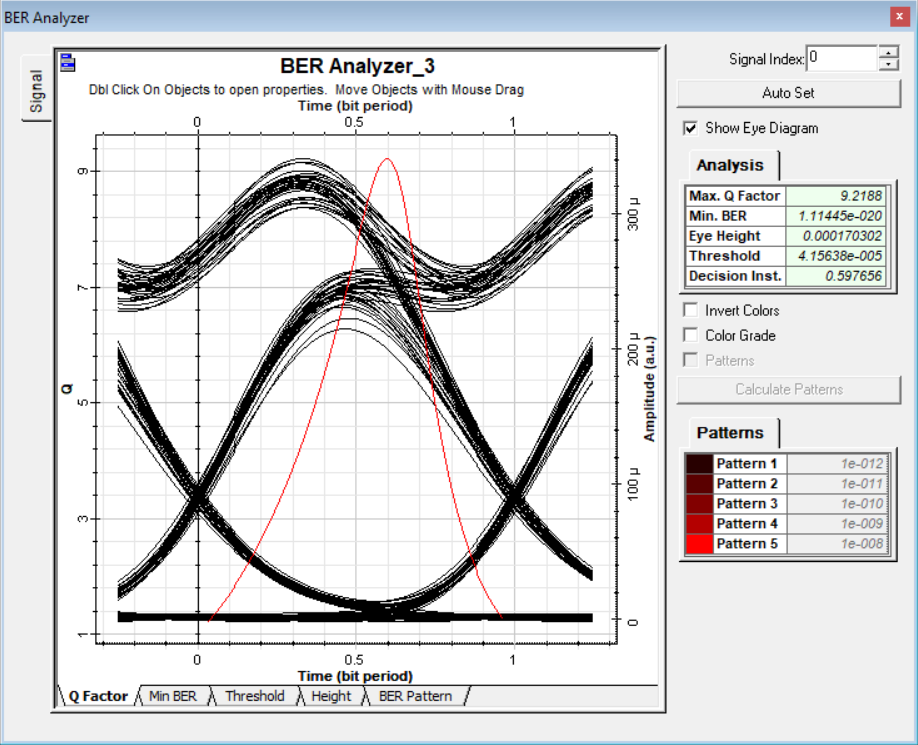 BER Analyzer
x
Signal
BER Analyzer_3
Dbl Click On Objects to open properties. Move Objects with Mouse Drag
Time (bit period)
0 0.5 1
Q
9
7
5
3
1
Amplitude (a.u.)
300 µ
200 µ
100 µ
0
0 0.5 1
Time (bit period)
Q Factor Min BER Threshold Height BER Pattern
Signal Index: 0
Auto Set
Show Eye Diagram
Analysis
Max. Q Factor 9.2188
Min. BER 1.11445e-020
Eye Height 0.000170302
Threshold 4.15638e-005
Decision Inst. 0.597656
Invert Colors
Color Grade
Patterns
Calculate Patterns
Patterns
Pattern 1 1e-012
Pattern 2 1e-011
Pattern 3 1e-010
Pattern 4 1e-009
Pattern 5 1e-008